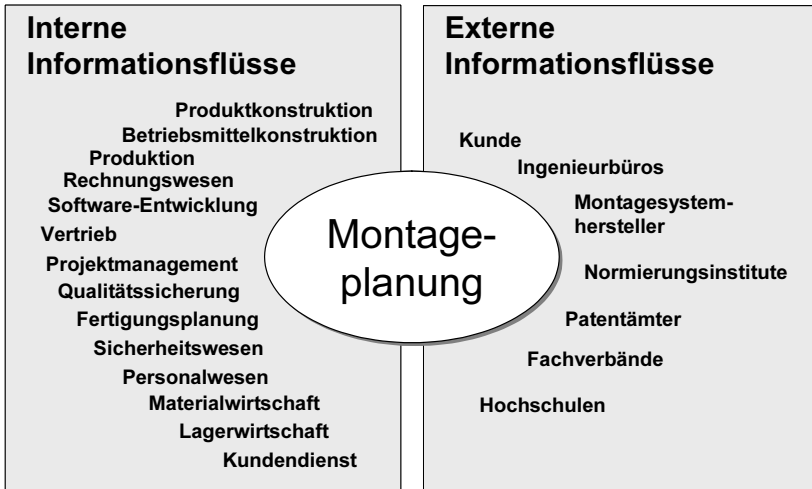 Interne
Informationsflüsse
Produktkonstruktion
Betriebsmittelkonstruktion
Produktion
Rechnungswesen
Software-Entwicklung
Vertrieb
Projektmanagement
Qualitätssicherung
Fertigungsplanung
Sicherheitswesen
Personalwesen
Materialwirtschaft
Lagerwirtschaft
Kundendienst
Montage-
planung
Externe
Informationsflüsse
Kunde
Ingenieurbüros
Montagesystem-
hersteller
Normierungsinstitute
Patentämter
Fachverbände
Hochschulen